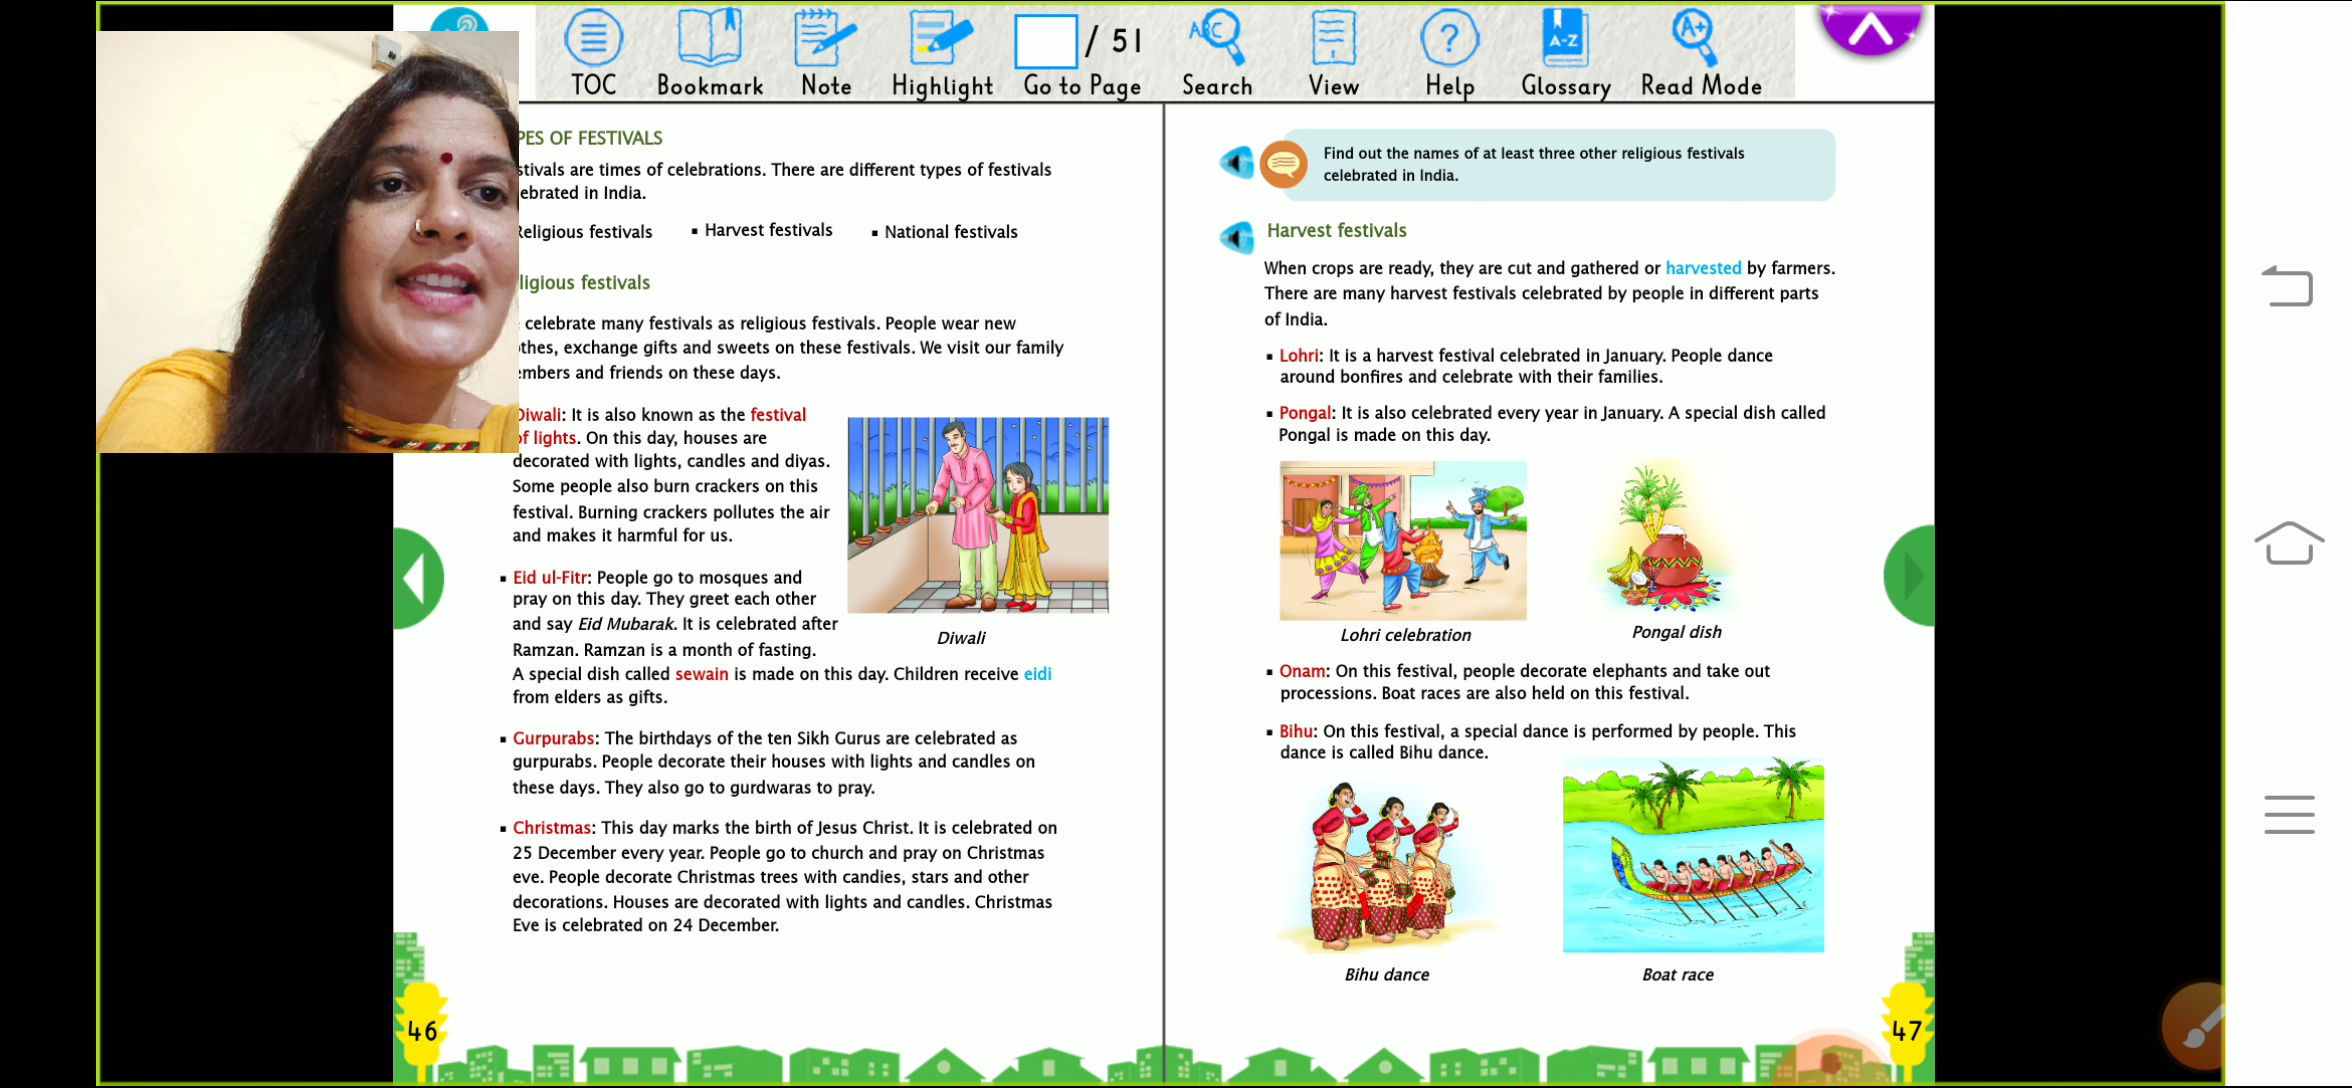 TOC
Bookmark
Note
Highlight
/ 51
Go to Page
ABC
Search
View
?
Help
A-Z
Glossary
A+
Read Mode
PES OF FESTIVALS
stivals are times of celebrations. There are different types of festivals
ebrated in India.
Religious festivals ▪ Harvest festivals ▪ National festivals
ligious festivals
celebrate many festivals as religious festivals. People wear new
othes, exchange gifts and sweets on these festivals. We visit our family
embers and friends on these days.
Diwali: It is also known as the festival
of lights. On this day, houses are
decorated with lights, candles and diyas.
Some people also burn crackers on this
festival. Burning crackers pollutes the air
and makes it harmful for us.
Diwali
▪ Eid ul-Fitr: People go to mosques and
pray on this day. They greet each other
and say Eid Mubarak. It is celebrated after
Ramzan. Ramzan is a month of fasting.
A special dish called sewain is made on this day. Children receive eidi
from elders as gifts.
▪ Gurpurabs: The birthdays of the ten Sikh Gurus are celebrated as
gurpurabs. People decorate their houses with lights and candles on
these days. They also go to gurdwaras to pray.
▪ Christmas: This day marks the birth of Jesus Christ. It is celebrated on
25 December every year. People go to church and pray on Christmas
eve. People decorate Christmas trees with candies, stars and other
decorations. Houses are decorated with lights and candles. Christmas
Eve is celebrated on 24 December.
46
Find out the names of at least three other religious festivals
celebrated in India.
Harvest festivals
When crops are ready, they are cut and gathered or harvested by farmers.
There are many harvest festivals celebrated by people in different parts
of India.
▪ Lohri: It is a harvest festival celebrated in January. People dance
around bonfires and celebrate with their families.
▪ Pongal: It is also celebrated every year in January. A special dish called
Pongal is made on this day.
Lohri celebration
Pongal dish
▪ Onam: On this festival, people decorate elephants and take out
processions. Boat races are also held on this festival.
▪ Bihu: On this festival, a special dance is performed by people. This
dance is called Bihu dance.
Bihu dance
Boat race
47